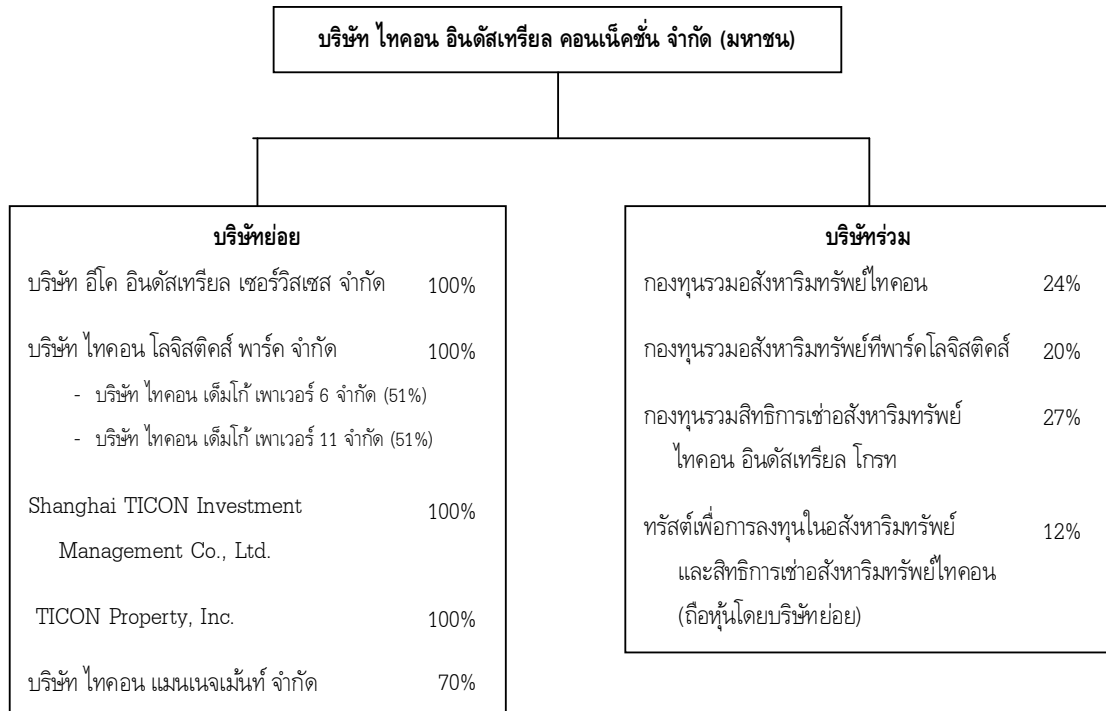 บริษัท ไทคอน อินดัสเทรียล คอนเน็คชั่น จำกัด (มหาชน)
บริษัทย่อย
บริษัท อีโค อินดัสเทรียล เซอร์วิสเซส จำกัด 100%
บริษัท ไทคอน โลจิสติคส์ พาร์ค จำกัด 100%
- บริษัท ไทคอน เด็มโก้ เพาเวอร์ 6 จำกัด (51%)
- บริษัท ไทคอน เด็มโก้ เพาเวอร์ 11 จำกัด (51%)
Shanghai TICON Investment 100%
Management Co., Ltd.
TICON Property, Inc. 100%
บริษัท ไทคอน แมนเนจเม้นท์ จำกัด 70%
บริษัทร่วม
กองทุนรวมอสังหาริมทรัพย์ไทคอน 24%
กองทุนรวมอสังหาริมทรัพย์ทีพาร์คโลจิสติคส์ 20%
กองทุนรวมสิทธิการเช่าอสังหาริมทรัพย์ 27%
ไทคอน อินดัสเทรียล โกรท
ทรัสต์เพื่อการลงทุนในอสังหาริมทรัพย์ 12%
และสิทธิการเช่าอสังหาริมทรัพย์ไทคอน
(ถือหุ้นโดยบริษัทย่อย)